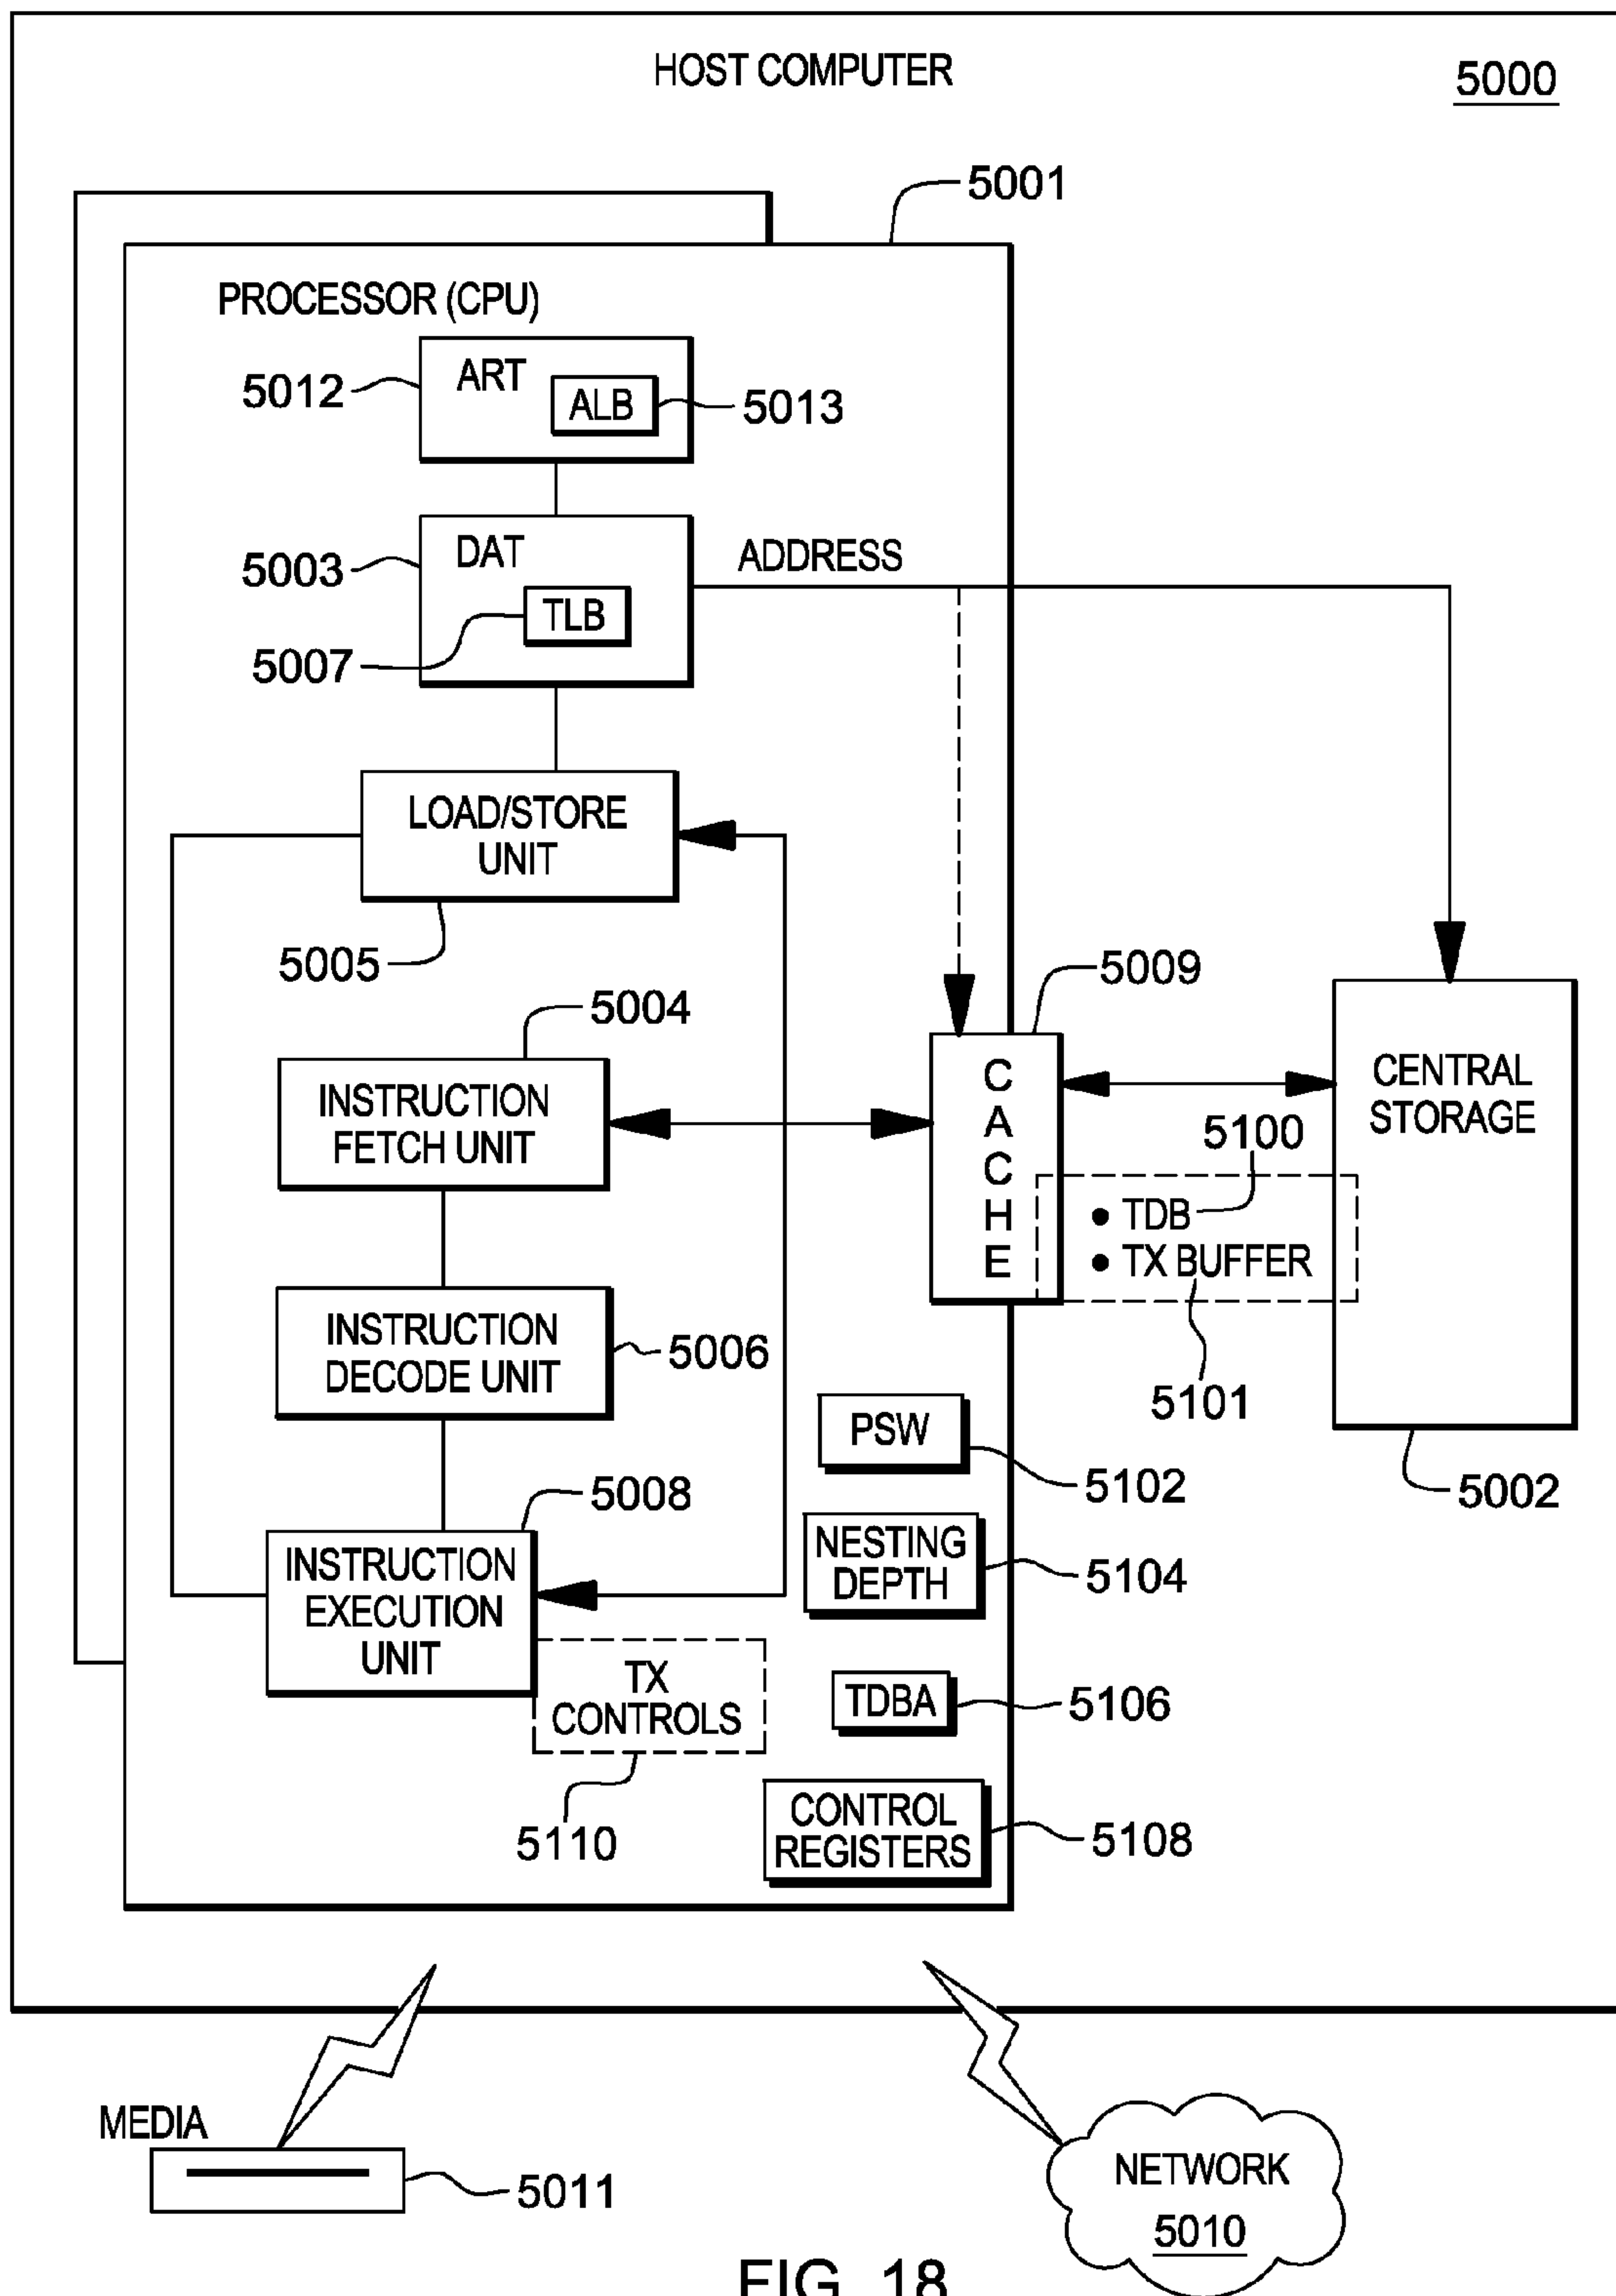 HOST COMPUTER
5000
5001
PROCESSOR (CPU)
ART
5012
ALB
5013
DAT
ADDRESS
5003
TLB
5007
LOAD/STORE
UNIT
5005
5009
5004
C
A
C
H
E
CENTRAL
STORAGE
INSTRUCTION
FETCH UNIT
5100
• TDB
• TX BUFFER
INSTRUCTION
DECODE UNIT
5006
5101
PSW
5102
5002
5008
NESTING
DEPTH
5104
INSTRUCTION
EXECUTION
UNIT
TX
CONTROLS
5110
TDBA
5106
CONTROL
REGISTERS
5108
MEDIA
5011
NETWORK
5010
FIG. 18